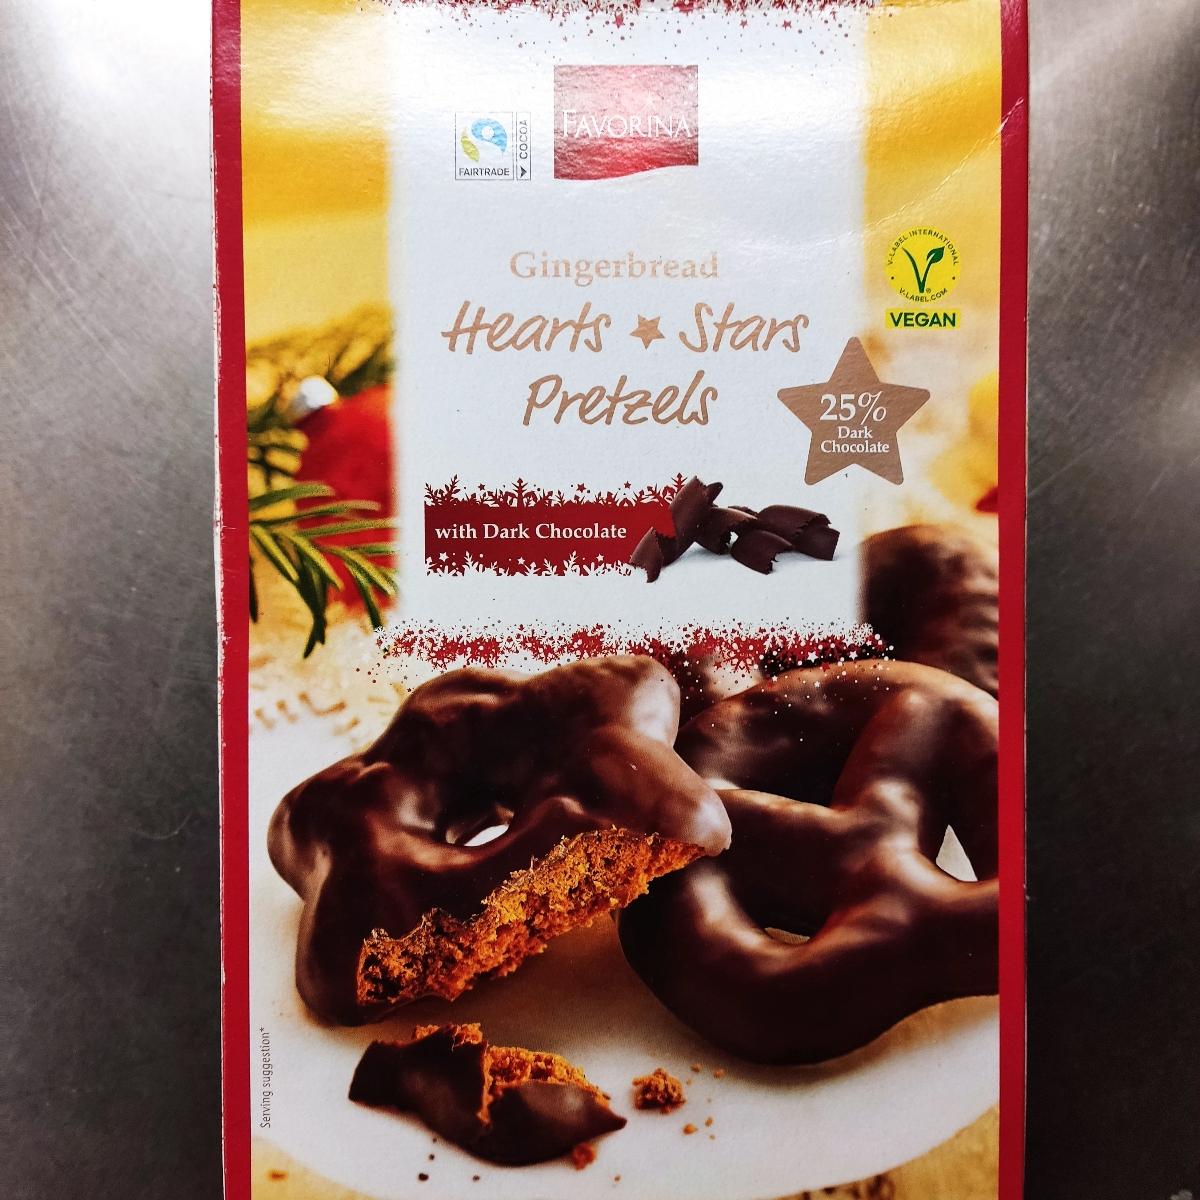 FAVORINA
FAIRTRADE
COCOA
Gingerbread
Hearts Stars
Pretzels
V-LABEL INTERNATIONAL
V-LABEL.COM
VEGAN
25%
Dark
Chocolate
with Dark Chocolate
Serving suggestion*